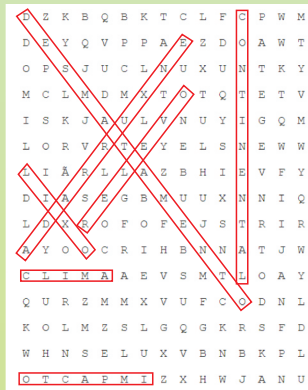 D Z K B Q B K T C L F C P W M
D E Y Q V P P A E Z D O A W T
O P S J U C L N U X U N T K Y
M C L M D M X T O T Q T E T V
I S K J A U L V N U Y I G Q M
L O R V R T E Y E L S N E W W
L I A R L L A Z B H I E V F Y
D I A S E G B M U U X N N I Q
L D X R O F O F E J S T R I R
A Y O O C R I H B N N A T J W
C L I M A A E V S M T L O A Y
Q U R Z M M X V U F C O D N L
K O L M Z S L G Q G K R S F D
W H N S E L U X V B N B K P L
O T C A P M I Z X H W J A N U